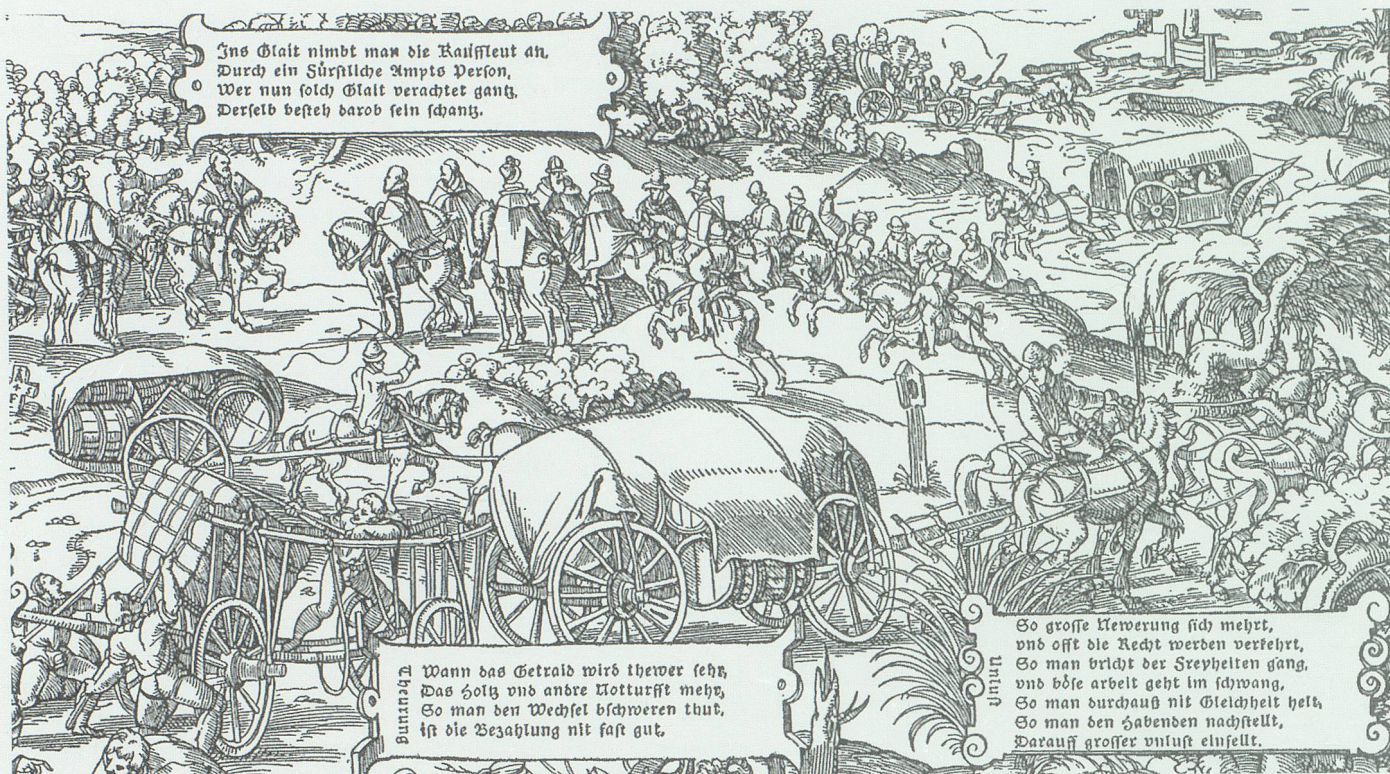 Ins Glait nimbt man die Kauffleut an,
Durch ein Fürstliche Ampts Person,
Wer nun solch Glait verachtet gantz,
Derselb besteh darob sein schantz.
Theurung
Wann das Getraid wird thewer sehr,
Das Holtz vnd andre Notturfft mehr,
So man den Wechsel bschweren thut,
ist die Bezahlung nit fast gut.
Unlust
So grosse Newerung sich mehrt,
vnd offt die Recht werden verkehrt,
So man bricht der Freyheiten gang,
vnd böse arbeit geht im schwang,
So man durchauß nit Gleichheit helt,
So man den Habenden nachstellt,
Darauff grosser vnlust einfellt.